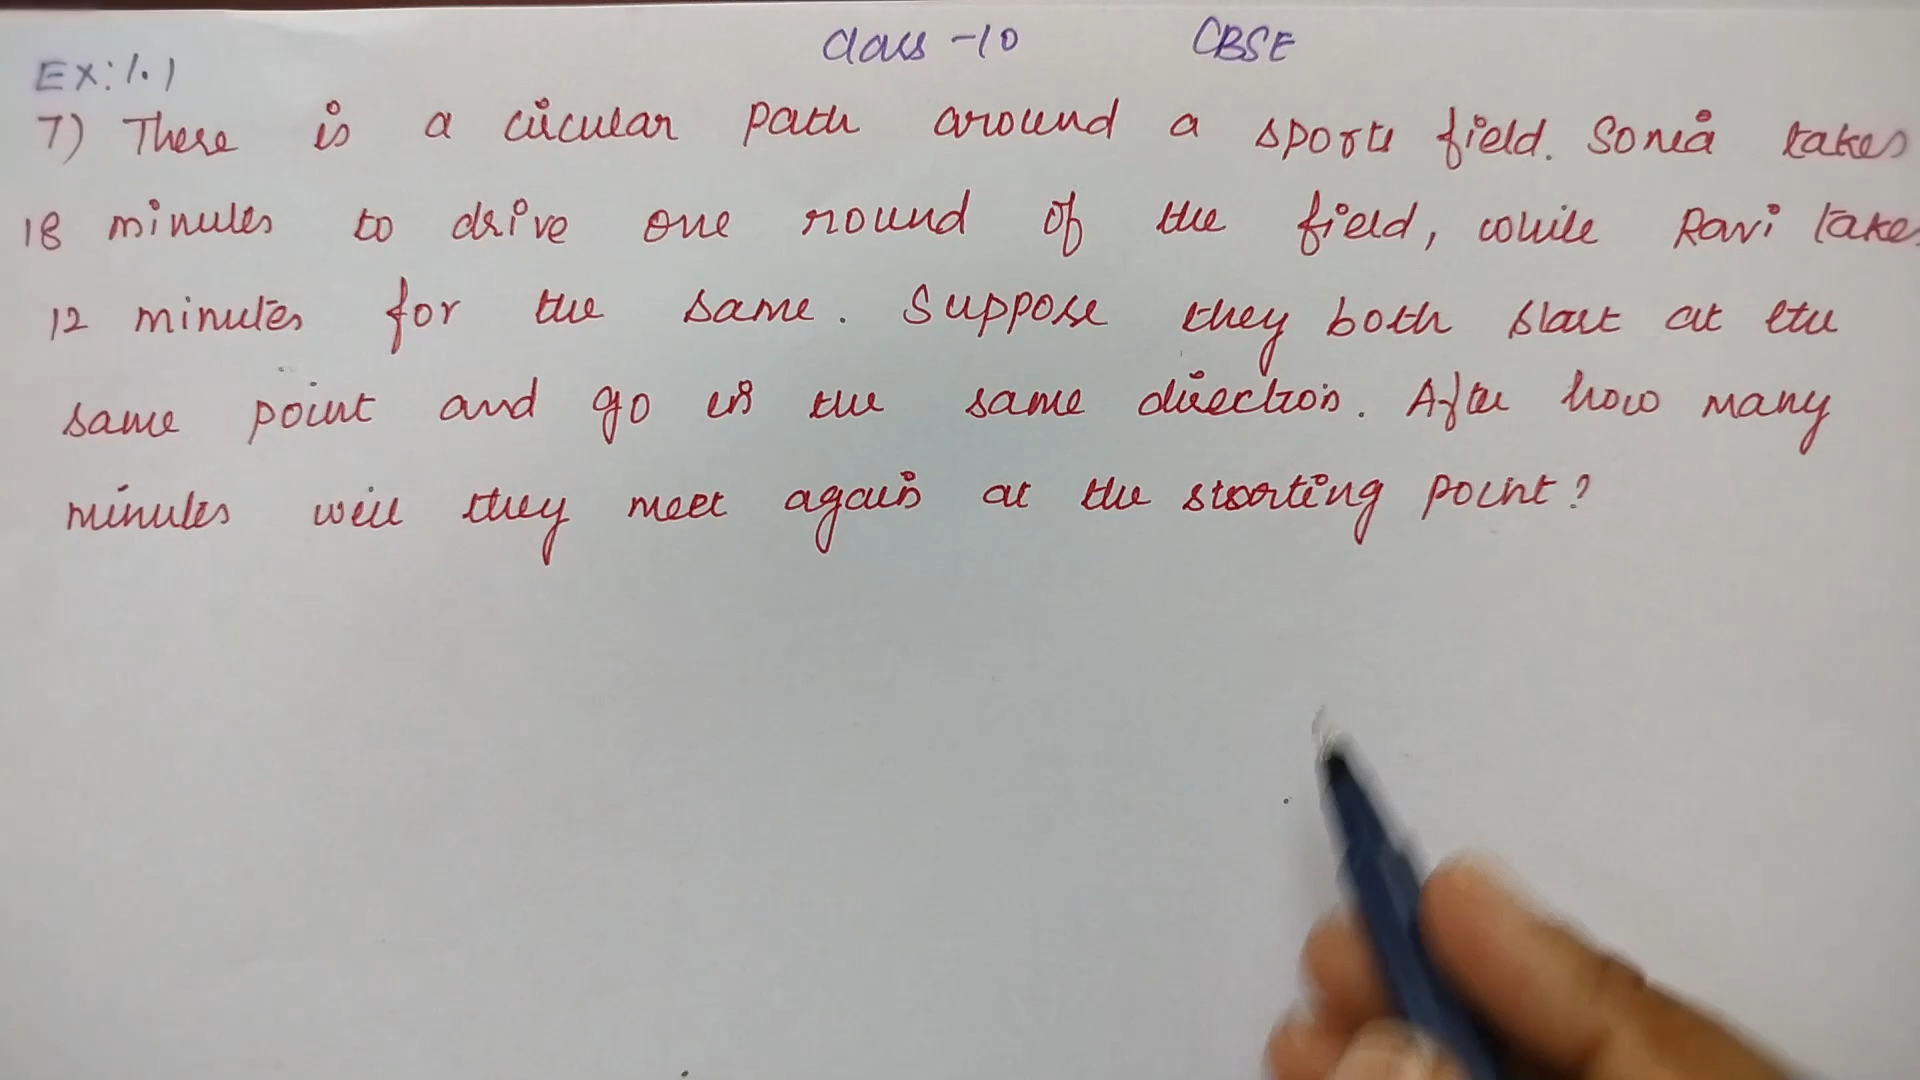 Class -10 CBSE
Ex: 1.1
7) There is a circular path around a sports field. Sonia takes
18 minutes to drive one round of the field, while Ravi takes
12 minutes for the same. Suppose they both start at the
same point and go in the same direction. After how many
minutes will they meet again at the starting point?